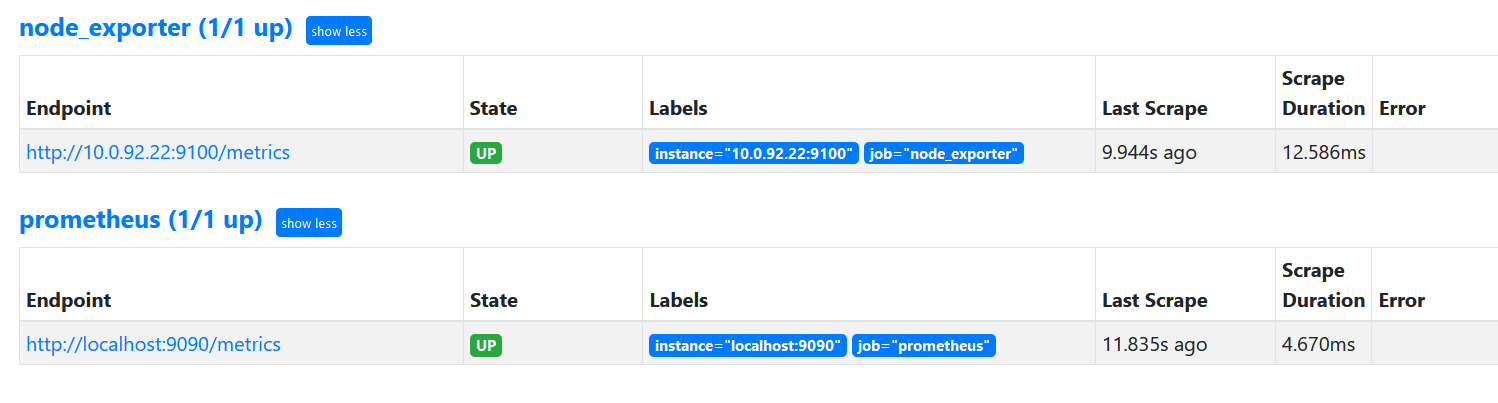 node_exporter (1/1 up) show less
Endpoint State Labels Last Scrape Scrape Duration Error
http://10.0.92.22:9100/metrics UP instance="10.0.92.22:9100" job="node_exporter" 9.944s ago 12.586ms
prometheus (1/1 up) show less
Endpoint State Labels Last Scrape Scrape Duration Error
http://localhost:9090/metrics UP instance="localhost:9090" job="prometheus" 11.835s ago 4.670ms